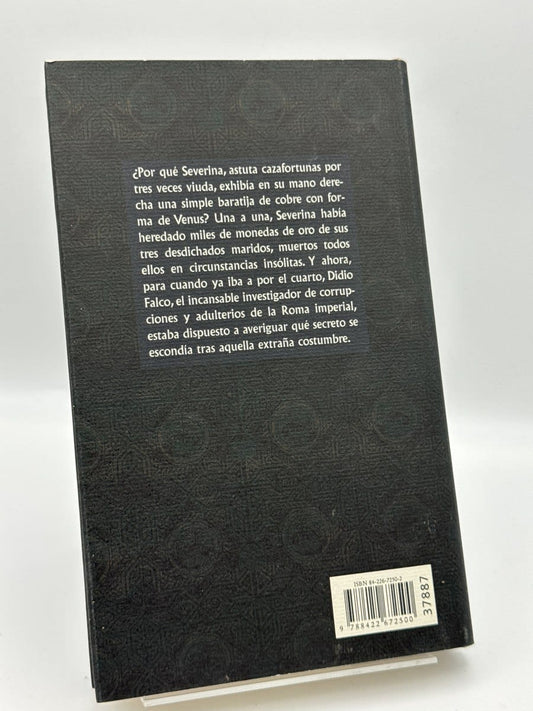 ¿Por qué Severina, astuta cazafortunas por
tres veces viuda, exhibía en su mano dere-
cha una simple baratija de cobre con for-
ma de Venus? Una a una, Severina había
heredado miles de monedas de oro de sus
tres desdichados maridos, muertos todos
ellos en circunstancias insólitas. Y ahora,
para cuando ya iba a por el cuarto, Didio
Falco, el incansable investigador de corrup-
ciones y adulterios de la Roma imperial,
estaba dispuesto a averiguar qué secreto se
escondía tras aquella extraña costumbre.
ISBN 84-226-7250-2
9 788422 672500
37887